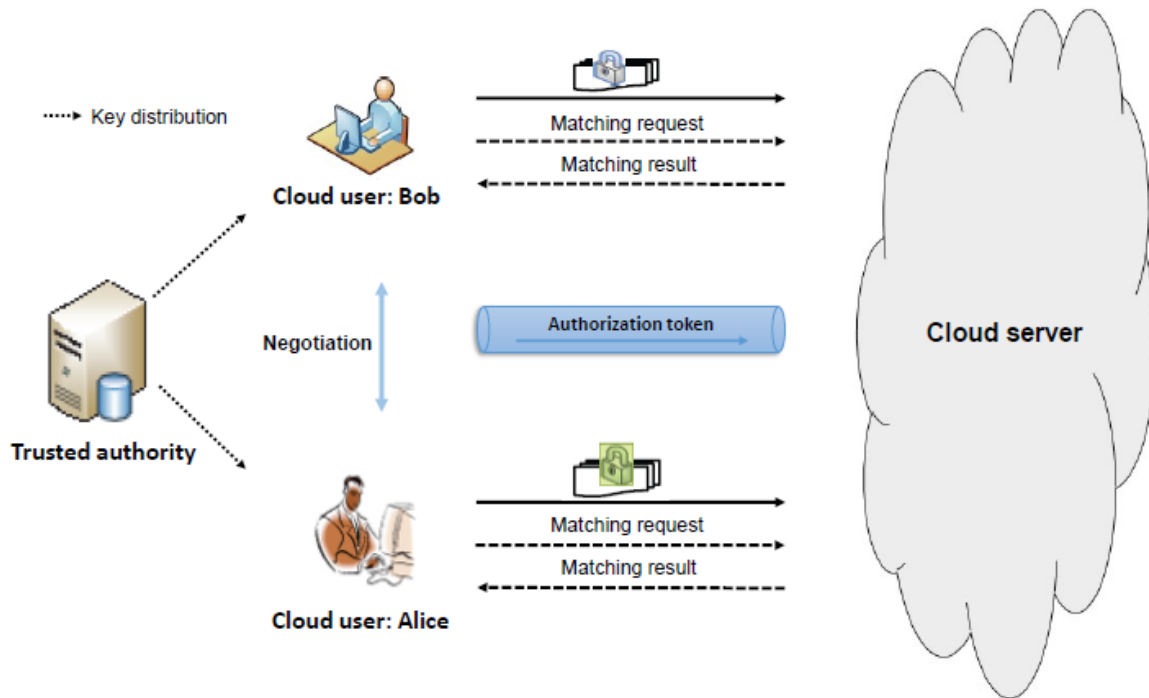 Key distribution
Matching request
Matching result
Cloud user: Bob
Negotiation
Authorization token
Cloud server
Trusted authority
Matching request
Matching result
Cloud user: Alice